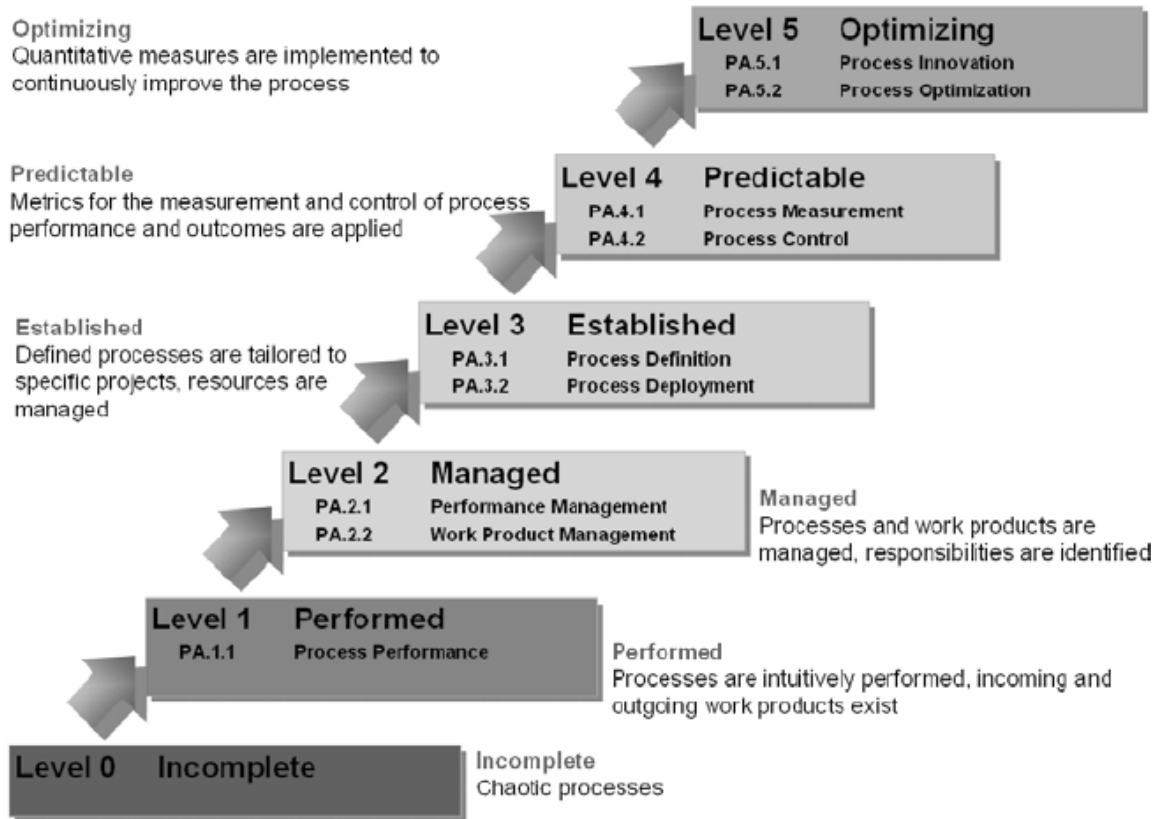 Optimizing
Quantitative measures are implemented to
continuously improve the process
Level 5 Optimizing
PA.5.1 Process Innovation
PA.5.2 Process Optimization
Predictable
Metrics for the measurement and control of process
performance and outcomes are applied
Level 4 Predictable
PA.4.1 Process Measurement
PA.4.2 Process Control
Established
Defined processes are tailored to
specific projects, resources are
managed
Level 3 Established
PA.3.1 Process Definition
PA.3.2 Process Deployment
Level 2 Managed
PA.2.1 Performance Management
PA.2.2 Work Product Management
Managed
Processes and work products are
managed, responsibilities are identified
Level 1 Performed
PA.1.1 Process Performance
Performed
Processes are intuitively performed, incoming and
outgoing work products exist
Level 0 Incomplete
Incomplete
Chaotic processes